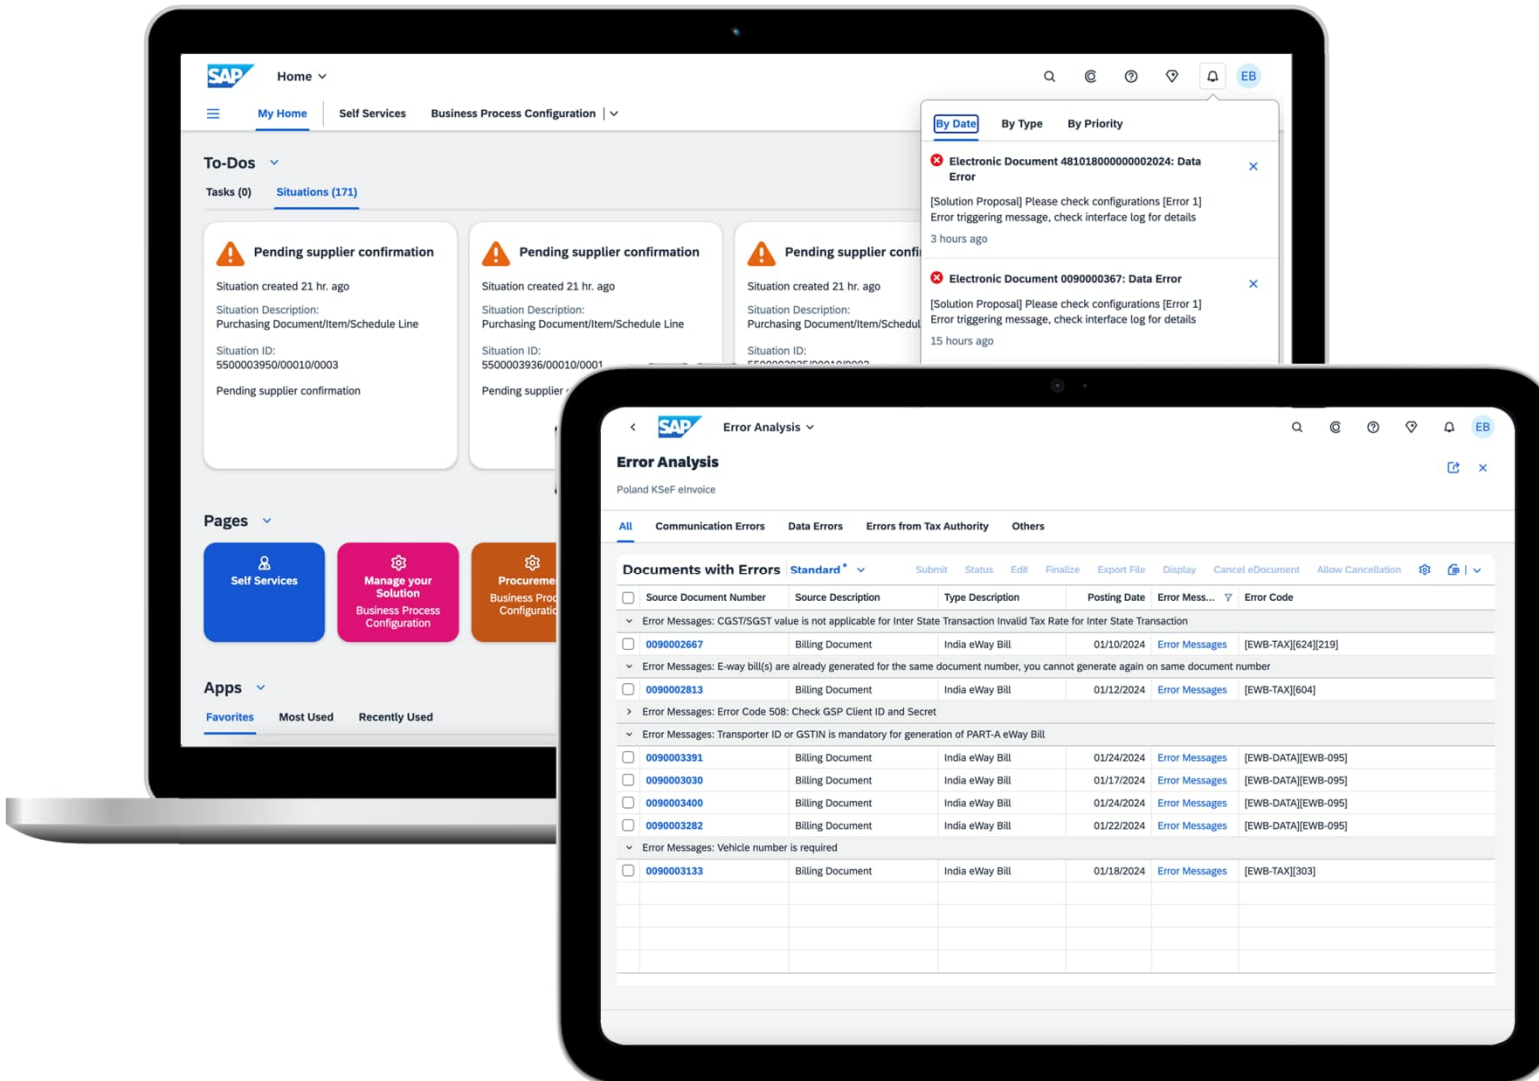 SAP
Home
EB
My Home
Self Services
Business Process Configuration
To-Dos
Tasks (0)
Situations (171)
Pending supplier confirmation
Situation created 21 hr. ago
Situation Description:
Purchasing Document/Item/Schedule Line
Situation ID:
5500003950/00010/0003
Pending supplier confirmation
Pending supplier confirmation
Situation created 21 hr. ago
Situation Description:
Purchasing Document/Item/Schedule Line
Situation ID:
5500003936/00010/0001
Pending supplier
Pending supplier confi
Situation created 21 hr. ago
Situation Description:
Purchasing Document/Item/Schedul
Situation ID:
By Date
By Type
By Priority
Electronic Document 481018000000002024: Data
Error
[Solution Proposal] Please check configurations [Error 1]
Error triggering message, check interface log for details
3 hours ago
Electronic Document 0090000367: Data Error
[Solution Proposal] Please check configurations [Error 1]
Error triggering message, check interface log for details
15 hours ago
Pages
Self Services
Manage your
Solution
Business Process
Configuration
Procureme
Business Proc
Configuratio
Apps
Favorites
Most Used
Recently Used
SAP
Error Analysis
EB
Error Analysis
Poland KSeF eInvoice
All
Communication Errors
Data Errors
Errors from Tax Authority
Others
Documents with Errors Standard*
Submit Status Edit Finalize Export File Display Cancel eDocument Allow Cancellation
Source Document Number Source Description Type Description Posting Date Error Mess... Error Code
Error Messages: CGST/SGST value is not applicable for Inter State Transaction Invalid Tax Rate for Inter State Transaction
0090002667 Billing Document India eWay Bill 01/10/2024 Error Messages [EWB-TAX][624][219]
Error Messages: E-way bill(s) are already generated for the same document number, you cannot generate again on same document number
0090002813 Billing Document India eWay Bill 01/12/2024 Error Messages [EWB-TAX][604]
Error Messages: Error Code 508: Check GSP Client ID and Secret
Error Messages: Transporter ID or GSTIN is mandatory for generation of PART-A eWay Bill
0090003391 Billing Document India eWay Bill 01/24/2024 Error Messages [EWB-DATA][EWB-095]
0090003030 Billing Document India eWay Bill 01/17/2024 Error Messages [EWB-DATA][EWB-095]
0090003400 Billing Document India eWay Bill 01/24/2024 Error Messages [EWB-DATA][EWB-095]
0090003282 Billing Document India eWay Bill 01/22/2024 Error Messages [EWB-DATA][EWB-095]
Error Messages: Vehicle number is required
0090003133 Billing Document India eWay Bill 01/18/2024 Error Messages [EWB-TAX][303]